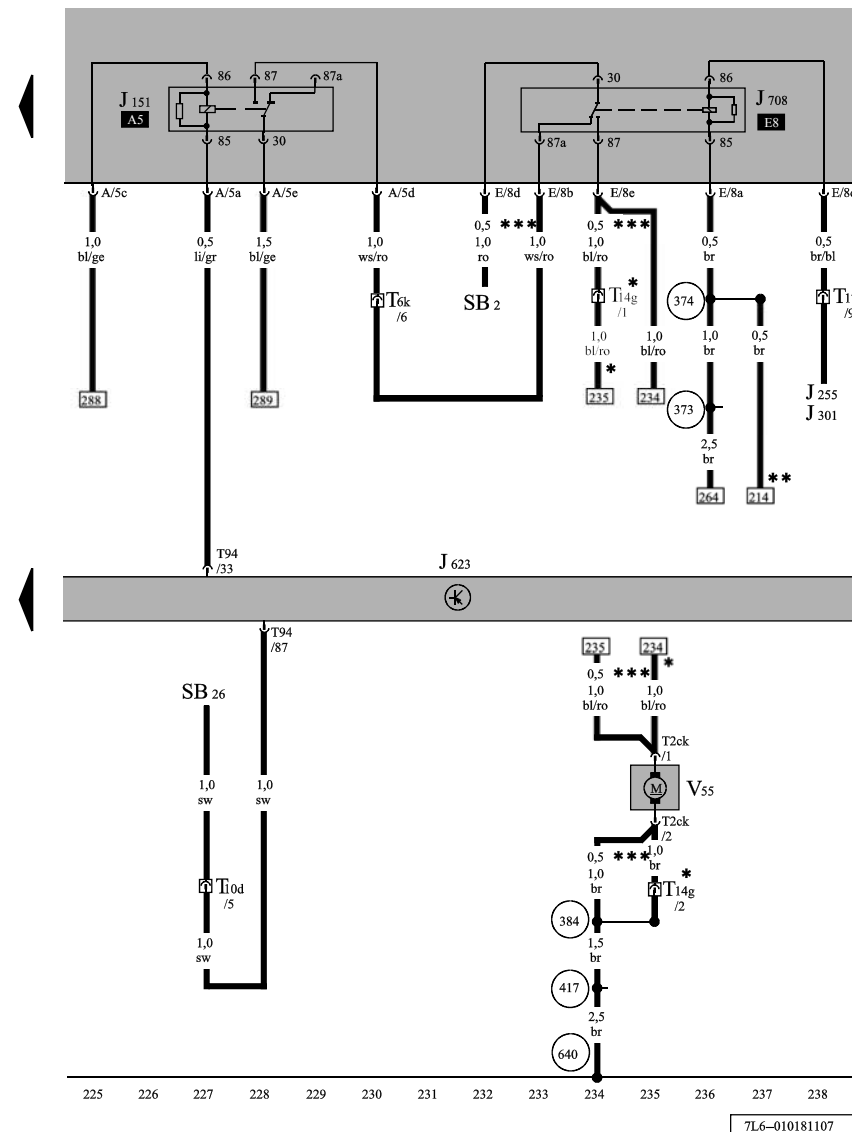 86 87 87a 30 86
J 151 J 708
A5 E8
85 30 87a 87 85
A/5c A/5a A/5e A/5d E/8d E/8b E/8e E/8a
0,5 *** 0,5 ***
1,0 0,5 1,5 1,0 1,0 1,0 1,0 0,5 0,5
bl/ge li/gr bl/ge ws/ro ro ws/ro bl/ro br br/bl
T6k SB 2 T14g * 374
/6 /1
1,0 1,0 1,0 0,5
bl/ro bl/ro br br
*
288 289 235 234 J 255
373 J 301
2,5
br
**
264 214
T94 J 623
/33
T94
/87
235 234
*
0,5 ***
SB 26 1,0 1,0
bl/ro bl/ro
T2ck
/1
1,0 1,0 M V55
sw sw
T2ck
/2
0,5 *** 1,0
1,0 br *
br
T10d T14g
/5 /2
384
1,0 1,5
sw br
417
2,5
br
640
225 226 227 228 229 230 231 232 233 234 235 236 237 238
7L6–010181107